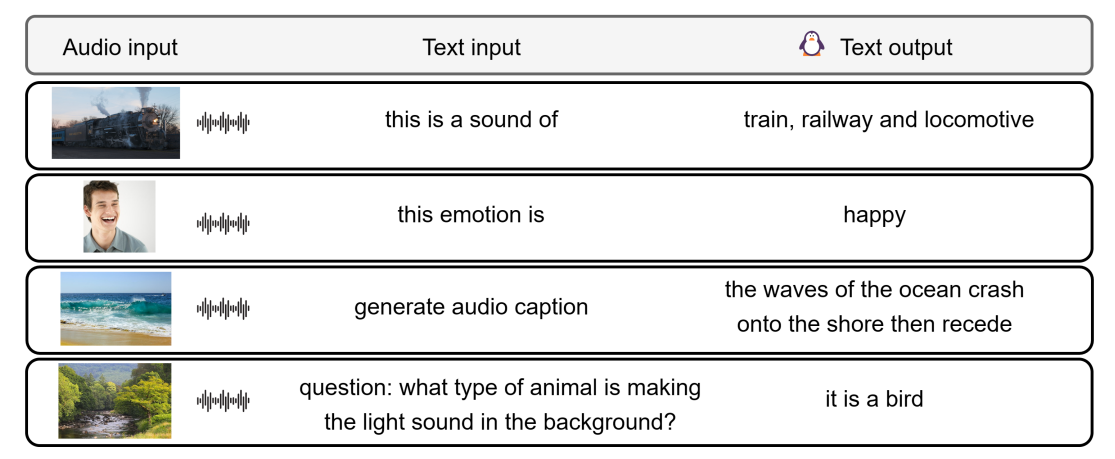 Audio input
Text input
Text output
this is a sound of
train, railway and locomotive
this emotion is
happy
generate audio caption
the waves of the ocean crash
onto the shore then recede
question: what type of animal is making
the light sound in the background?
it is a bird